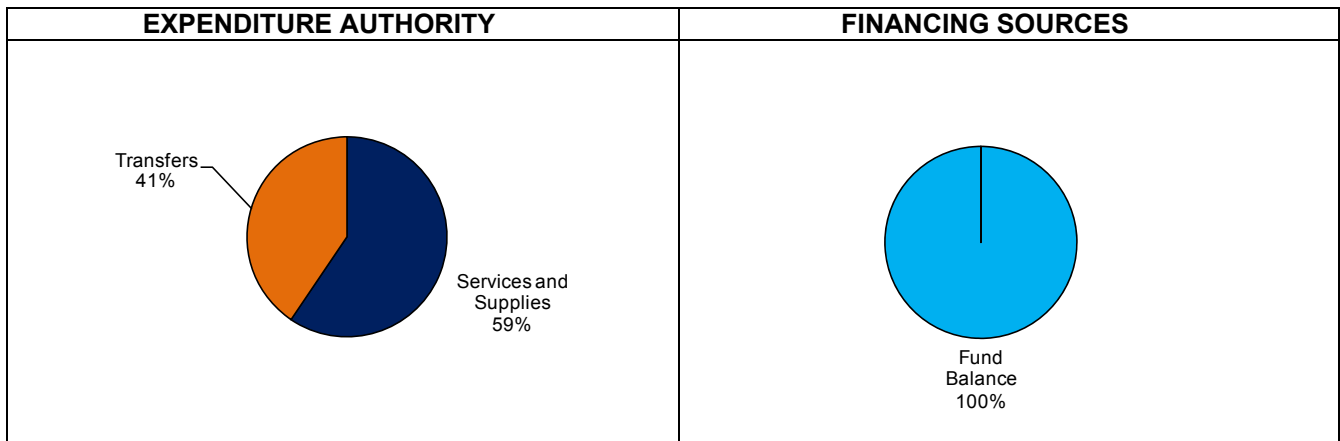 EXPENDITURE AUTHORITY
Transfers
41%
Services and
Supplies
59%
FINANCING SOURCES
Fund
Balance
100%